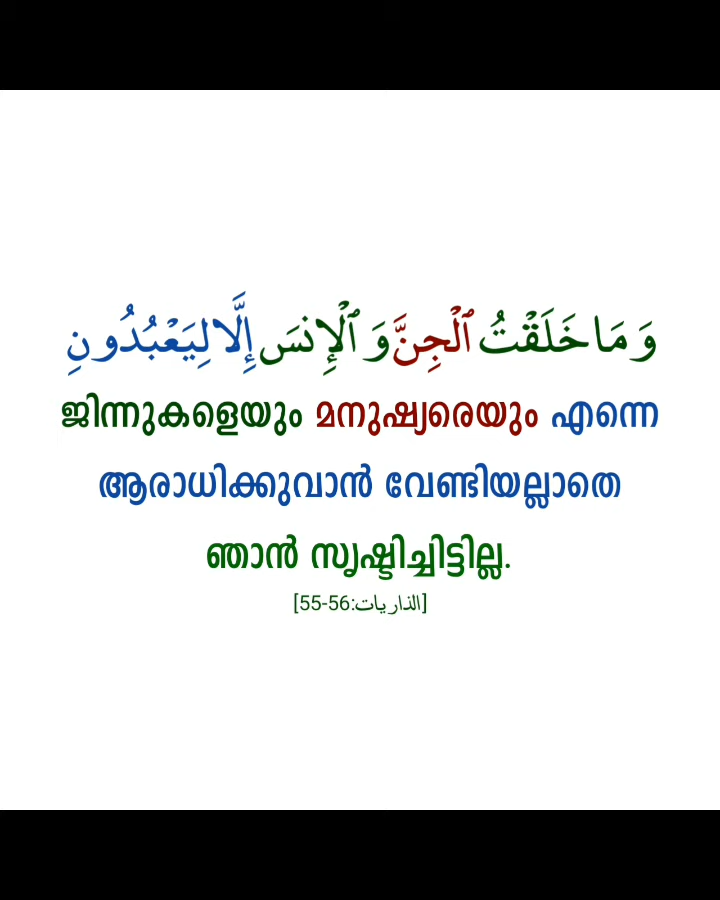 وَمَا خَلَقْتُ ٱلْجِنَّ وَٱلْإِنسَ إِلَّا لِيَعْبُدُونِ
ജിന്നുകളെയും മനുഷ്യരെയും എന്നെ
ആരാധിക്കുവാൻ വേണ്ടിയല്ലാതെ
ഞാൻ സൃഷ്ടിച്ചിട്ടില്ല.
[الذاريات:56-55]